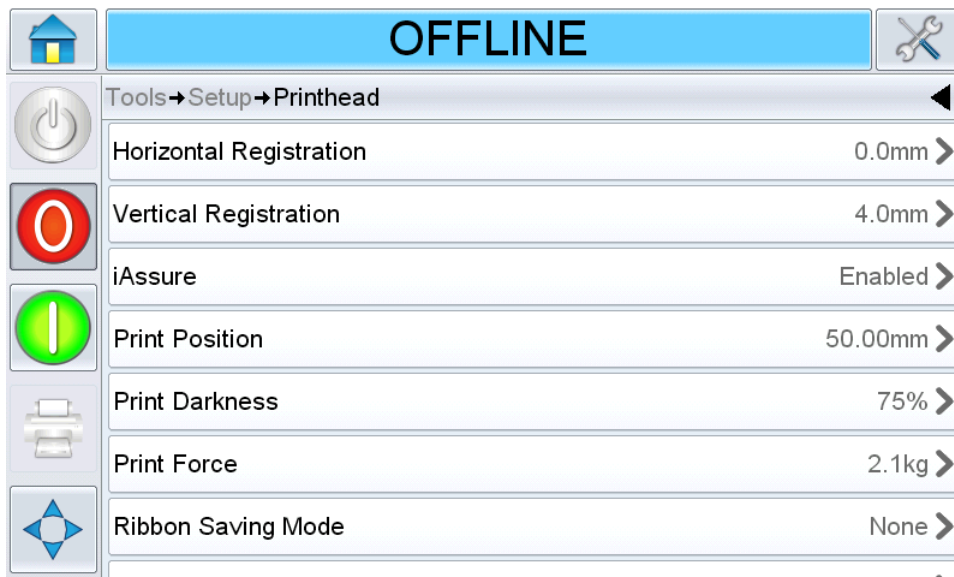 OFFLINE
Tools→Setup→Printhead
Horizontal Registration 0.0mm
Vertical Registration 4.0mm
iAssure Enabled
Print Position 50.00mm
Print Darkness 75%
Print Force 2.1kg
Ribbon Saving Mode None